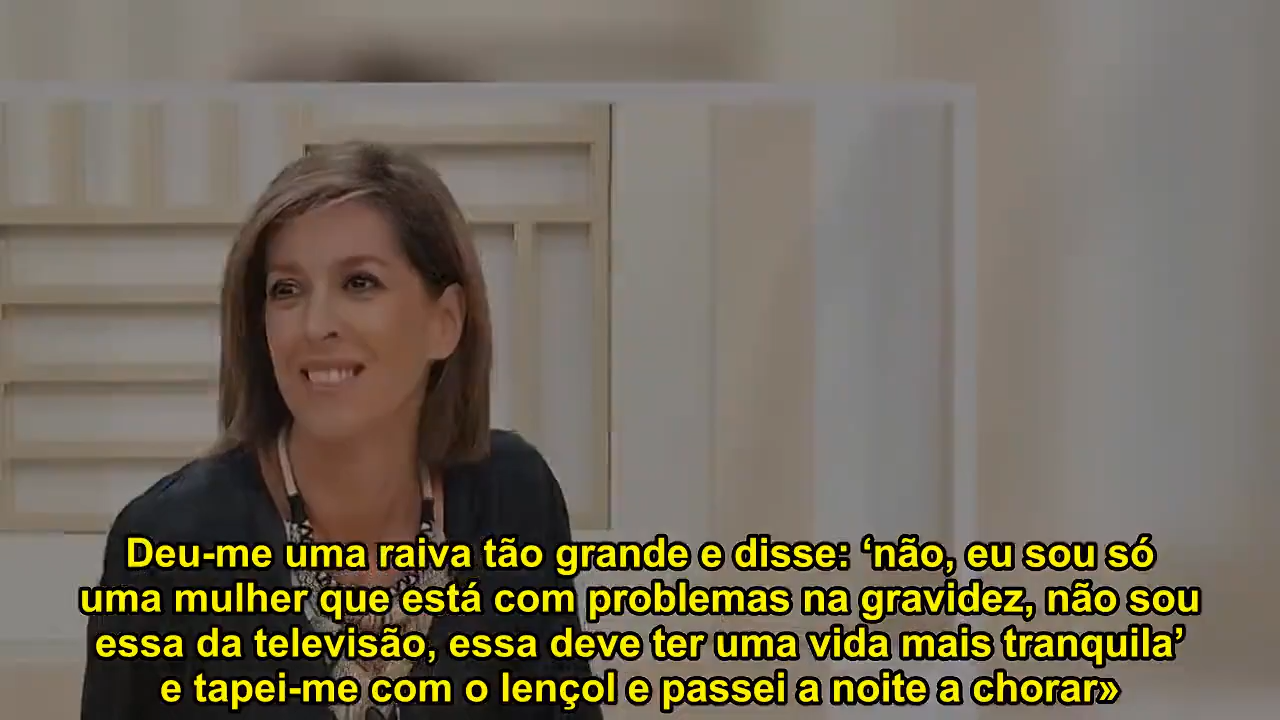 Deu-me uma raiva tão grande e disse: ‘não, eu sou só
uma mulher que está com problemas na gravidez, não sou
essa da televisão, essa deve ter uma vida mais tranquila’
e tapei-me com o lençol e passei a noite a chorar»